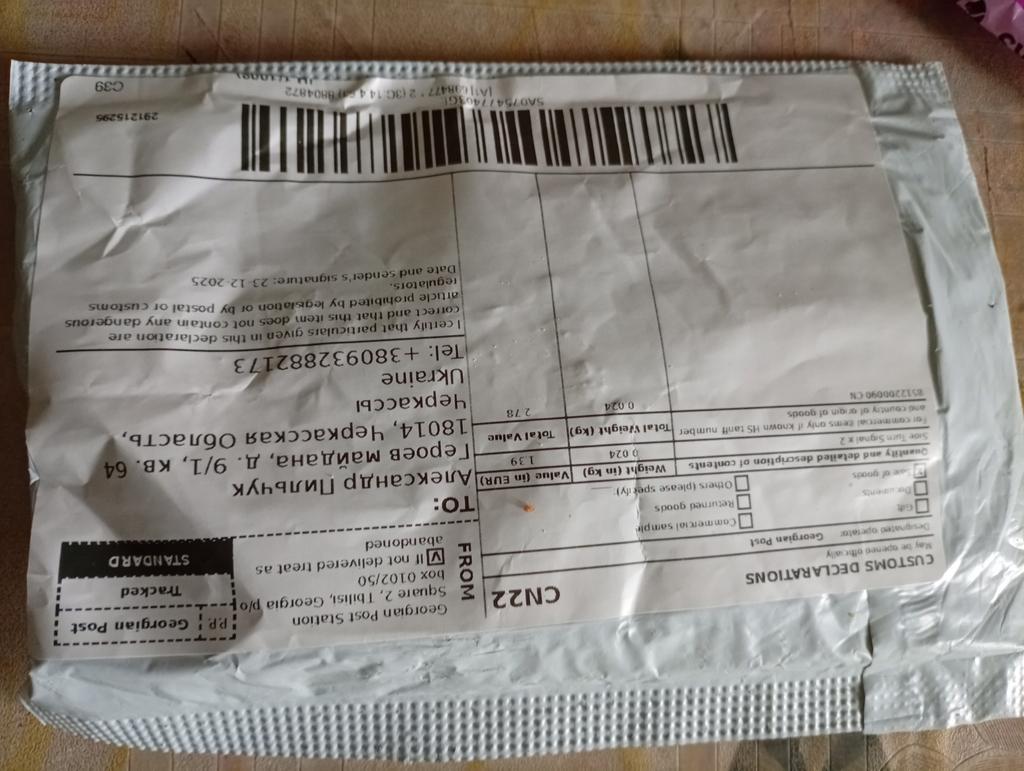 P.P. Georgian Post
Tracked
STANDARD
FROM
Georgian Post Station
Square, 2, Tbilisi, Georgia p/o
box 0102/50
V If not delivered treat as
abandoned
TO:
Александр Пильчук
Героев майдана, д. 9/1, кв. 64
18014, Черкасская Область,
Черкассы
Ukraine
Tel: +380932882173
I certify that particulars given in this declaration are
correct and that this item does not contain any dangerous
article prohibited by legislation or by postal or customs
regulators.
Date and sender's signature: 23-12-2025
CN22
CUSTOMS DECLARATIONS
May be opened officially
Designated opeateo operator Georgian Post
Gift
Commercial sample
Documents
Returned goods
Sale of goods
Others (please specify):
Quantity and detailed description of contents Weight (in kg) Value (in EUR)
Side Turn Signal x 2 0.024 1.39
For commercial items only if known HS tariff number
and country of origin of goods
Total Weight (kg) Total Value
8512200090 CN 0.024 2.78
291215295
C39